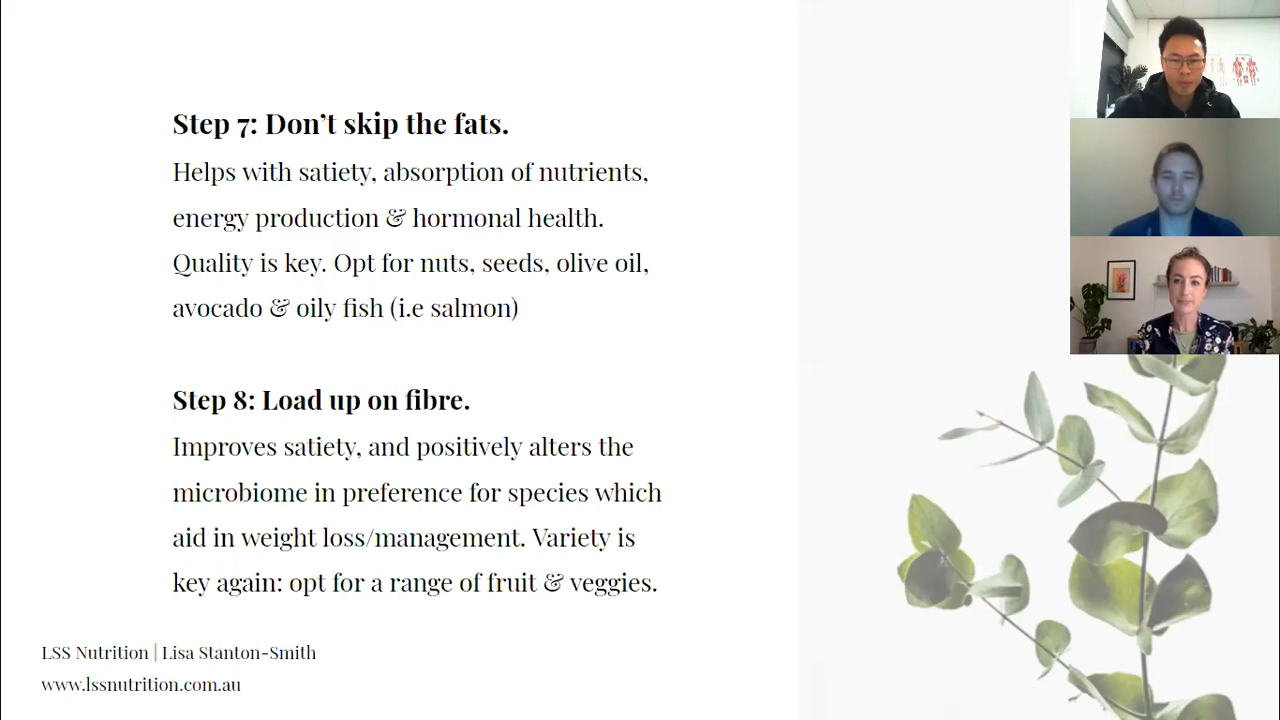 Step 7: Don’t skip the fats.
Helps with satiety, absorption of nutrients,
energy production & hormonal health.
Quality is key. Opt for nuts, seeds, olive oil,
avocado & oily fish (i.e salmon)
Step 8: Load up on fibre.
Improves satiety, and positively alters the
microbiome in preference for species which
aid in weight loss/management. Variety is
key again: opt for a range of fruit & veggies.
LSS Nutrition | Lisa Stanton-Smith
www.lssnutrition.com.au